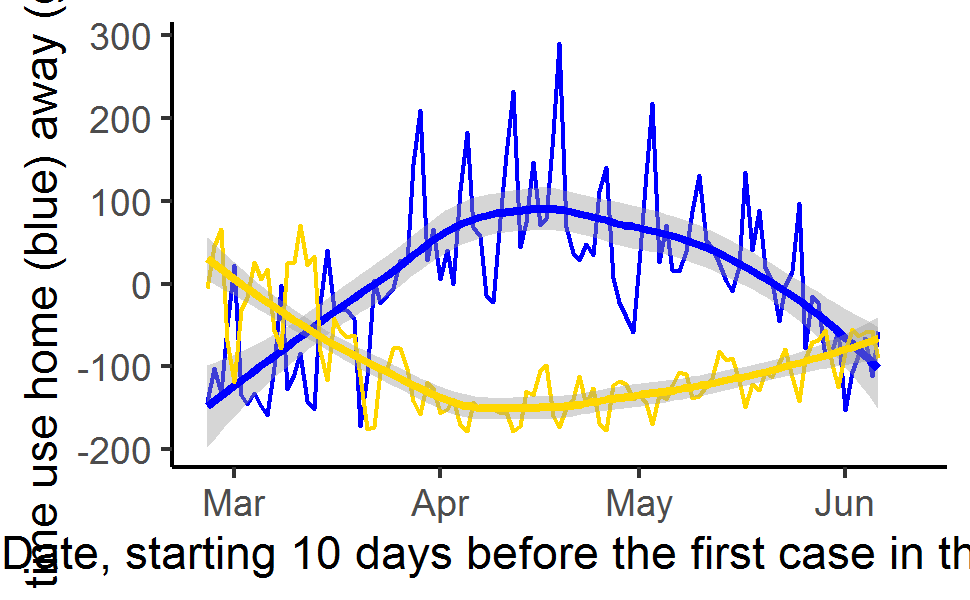 time use home (blue) away (
300
200
100
0
-100
-200
Mar Apr May Jun
Date, starting 10 days before the first case in th